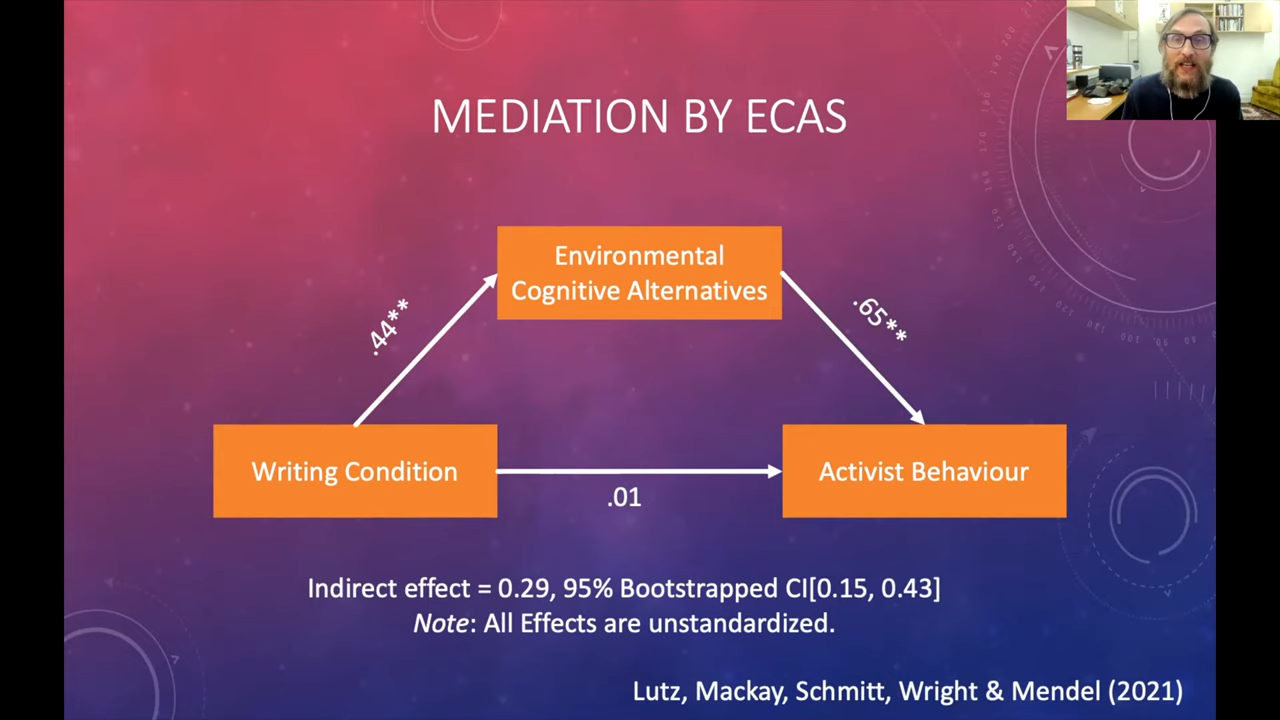 MEDIATION BY ECAS
Environmental
Cognitive Alternatives
.44**
.65**
Writing Condition
Activist Behaviour
.01
Indirect effect = 0.29, 95% Bootstrapped CI[0.15, 0.43]
Note: All Effects are unstandardized.
Lutz, Mackay, Schmitt, Wright & Mendel (2021)